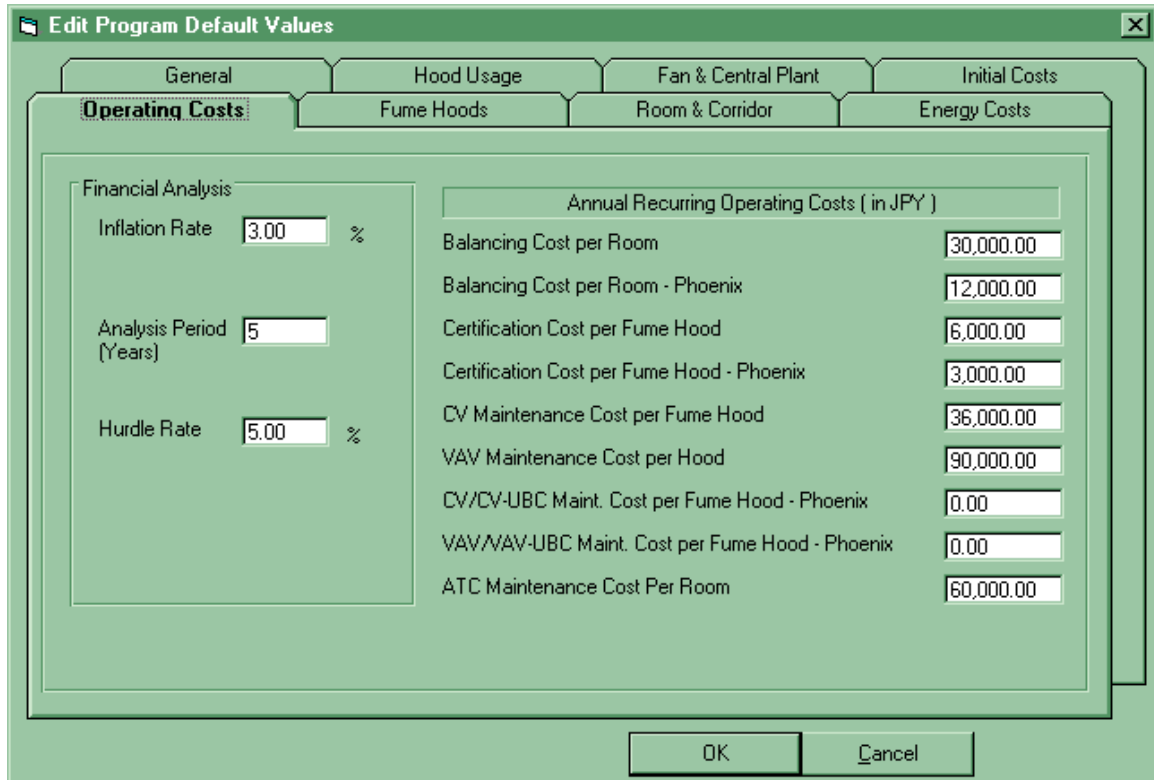 Edit Program Default Values
General
Hood Usage
Fan & Central Plant
Initial Costs
Operating Costs
Fume Hoods
Room & Corridor
Energy Costs
Financial Analysis
Inflation Rate 3.00 %
Analysis Period 5
(Years)
Hurdle Rate 5.00 %
Annual Recurring Operating Costs ( in JPY )
Balancing Cost per Room 30,000.00
Balancing Cost per Room - Phoenix 12,000.00
Certification Cost per Fume Hood 6,000.00
Certification Cost per Fume Hood - Phoenix 3,000.00
CV Maintenance Cost per Fume Hood 36,000.00
VAV Maintenance Cost per Hood 90,000.00
CV/CV-UBC Maint. Cost per Fume Hood - Phoenix 0.00
VAV/VAV-UBC Maint. Cost per Fume Hood - Phoenix 0.00
ATC Maintenance Cost Per Room 60,000.00
OK
Cancel